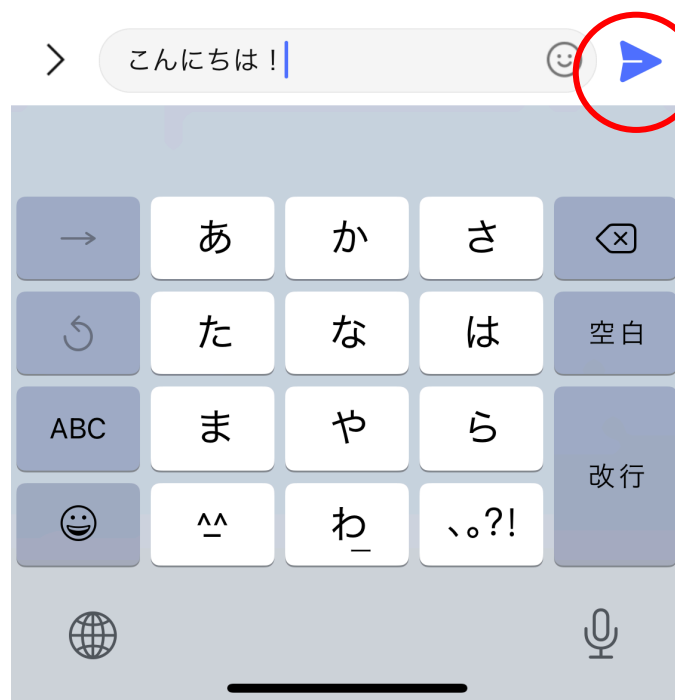 こんにちは！
→ あ か さ
た な は 空白
ABC ま や ら
改行
^^ わ_ 、。?!